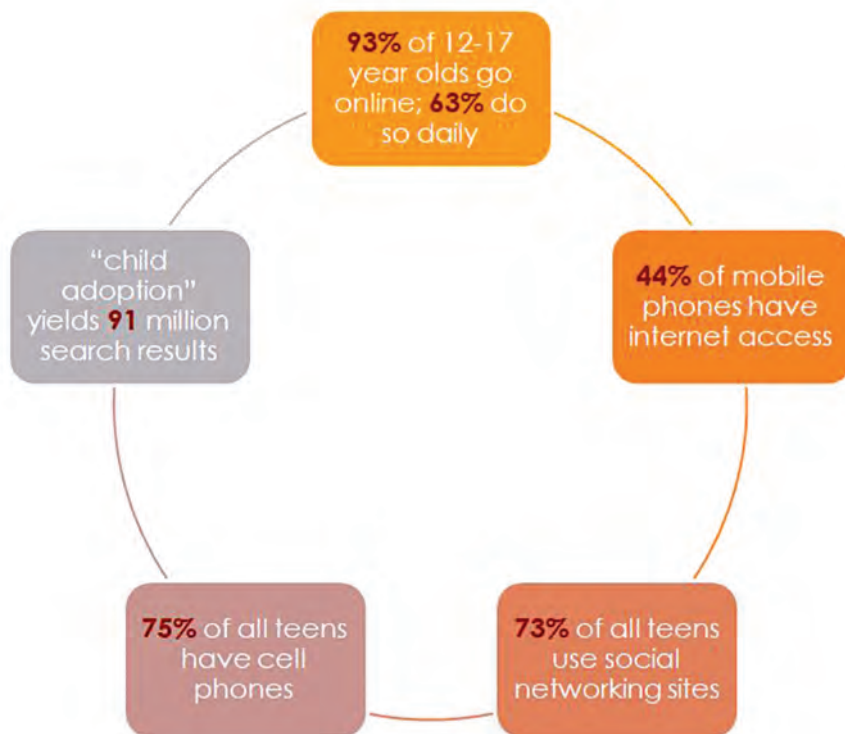 93% of 12-17
year olds go
online; 63% do
so daily
44% of mobile
phones have
internet access
73% of all teens
use social
networking sites
75% of all teens
have cell
phones
“child
adoption”
yields 91 million
search results